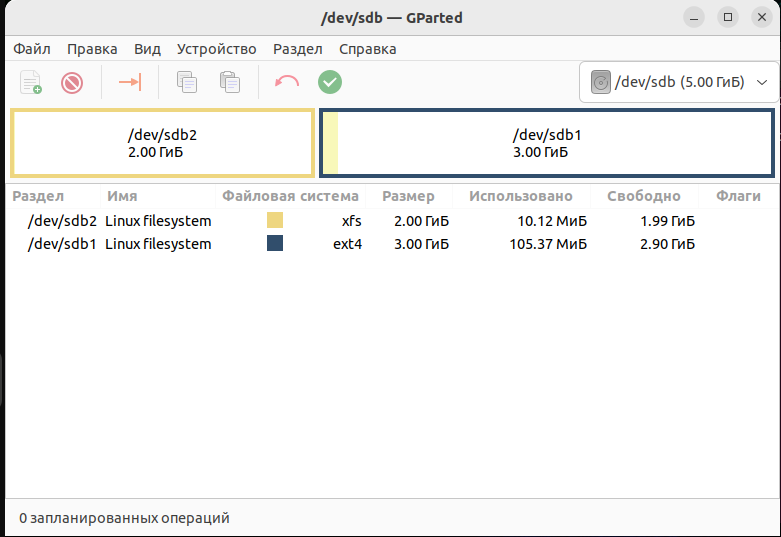 /dev/sdb — GParted
Файл Правка Вид Устройство Раздел Справка
/dev/sdb (5.00 ГиБ)
/dev/sdb2
2.00 ГиБ
/dev/sdb1
3.00 ГиБ
Раздел Имя Файловая система Размер Использовано Свободно Флаги
/dev/sdb2 Linux filesystem xfs 2.00 ГиБ 10.12 МиБ 1.99 ГиБ
/dev/sdb1 Linux filesystem ext4 3.00 ГиБ 105.37 МиБ 2.90 ГиБ
0 запланированных операций